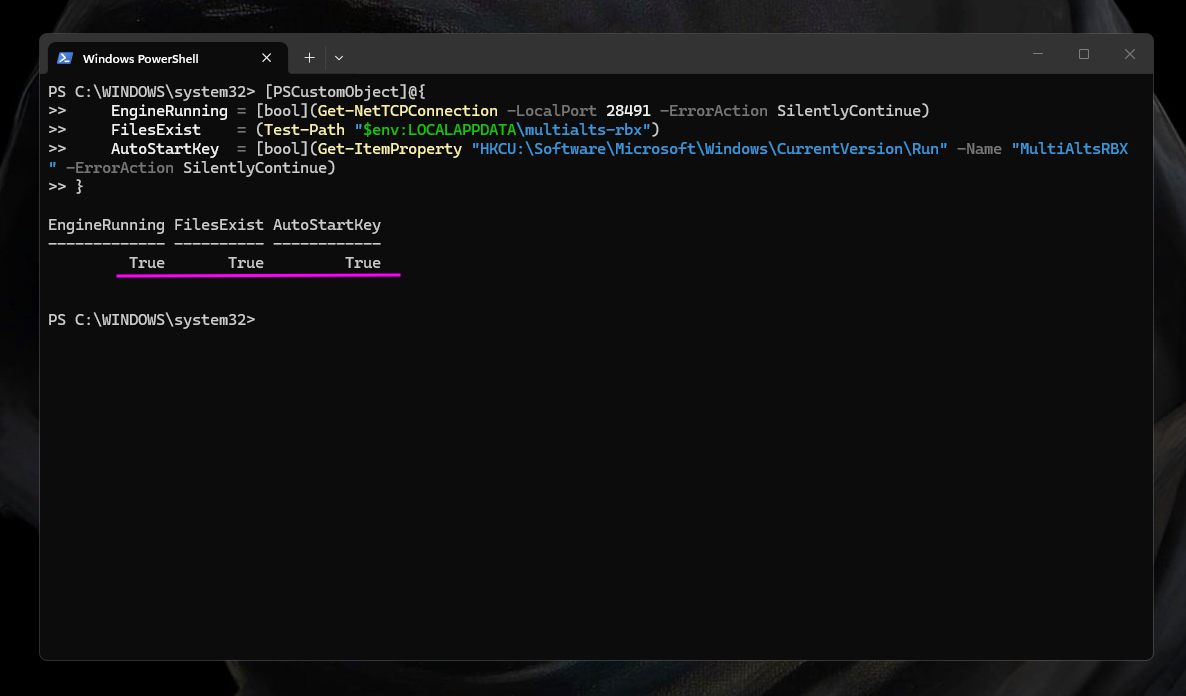 Windows PowerShell
PS C:\WINDOWS\system32> [PSCustomObject]@{
>>     EngineRunning = [bool](Get-NetTCPConnection -LocalPort 28491 -ErrorAction SilentlyContinue)
>>     FilesExist    = (Test-Path "$env:LOCALAPPDATA\multialts-rbx")
>>     AutoStartKey  = [bool](Get-ItemProperty "HKCU:\Software\Microsoft\Windows\CurrentVersion\Run" -Name "MultiAltsRBX
" -ErrorAction SilentlyContinue)
>> }
EngineRunning FilesExist AutoStartKey
------------- ---------- ------------
         True       True         True
PS C:\WINDOWS\system32>